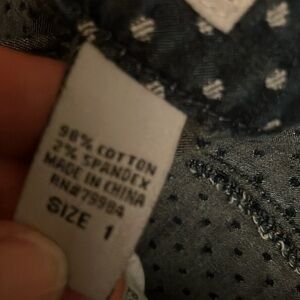 98% COTTON
2% SPANDEX
MADE IN CHINA
RN#79984
SIZE 1